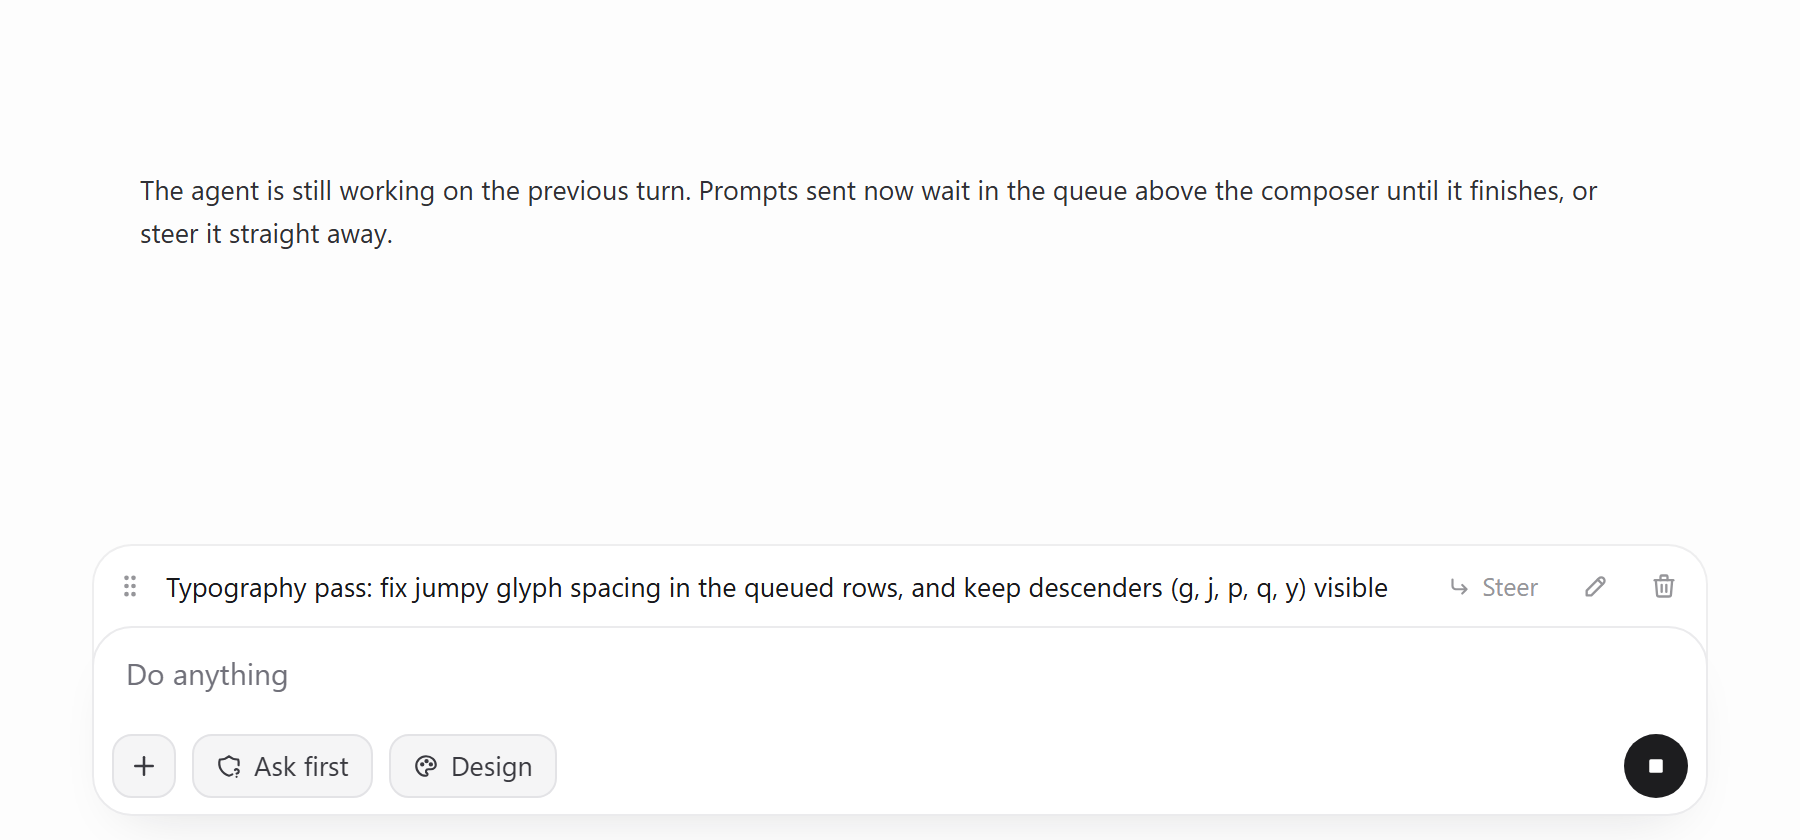 The agent is still working on the previous turn. Prompts sent now wait in the queue above the composer until it finishes, or
steer it straight away.
Typography pass: fix jumpy glyph spacing in the queued rows, and keep descenders (g, j, p, q, y) visible
Steer
Do anything
Ask first
Design